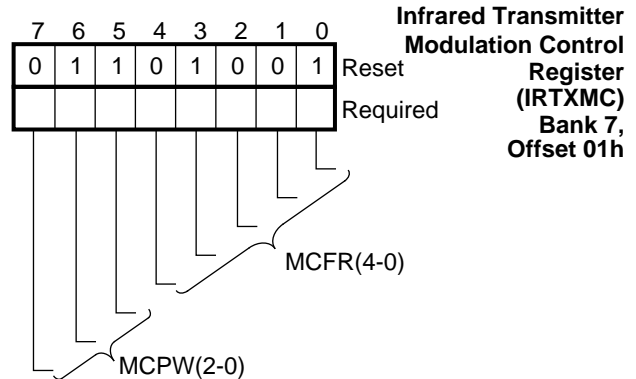 Infrared Transmitter
Modulation Control
Register
(IRTXMC)
Bank 7,
Offset 01h
7 6 5 4 3 2 1 0
0 1 1 0 1 0 0 1 Reset
Required
MCFR(4-0)
MCPW(2-0)